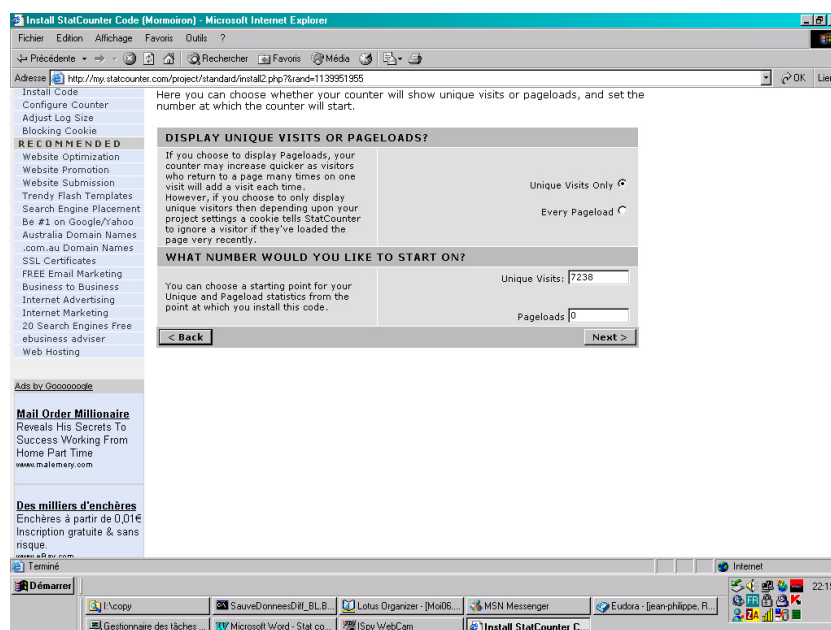 Install StatCounter Code (Mormoiron) - Microsoft Internet Explorer
Fichier Edition Affichage Favoris Outils ?
Précédente Rechercher Favoris Média
Adresse http://my.statcounter.com/project/standard/install2.php?&rand=1139951955 OK Lien
Install Code
Configure Counter
Adjust Log Size
Blocking Cookie
RECOMMENDED
Website Optimization
Website Promotion
Website Submission
Trendy Flash Templates
Search Engine Placement
Be #1 on Google/Yahoo
Australia Domain Names
.com.au Domain Names
SSL Certificates
FREE Email Marketing
Business to Business
Internet Advertising
Internet Marketing
20 Search Engines Free
ebusiness adviser
Web Hosting
Ads by Goooooogle
Mail Order Millionaire
Reveals His Secrets To
Success Working From
Home Part Time
www.malemery.com
Des milliers d'enchères
Enchères à partir de 0,01€
Inscription gratuite & sans
risque.
www.eBay.com
Here you can choose whether your counter will show unique visits or pageloads, and set the
number at which the counter will start.
DISPLAY UNIQUE VISITS OR PAGELOADS?
If you choose to display Pageloads, your
counter may increase quicker as visitors
who return to a page many times on one
visit will add a visit each time.
However, if you choose to only display
unique visitors then depending upon your
project settings a cookie tells StatCounter
to ignore a visitor if they've loaded the
page very recently.
Unique Visits Only
Every Pageload
WHAT NUMBER WOULD YOU LIKE TO START ON?
You can choose a starting point for your
Unique and Pageload statistics from the
point at which you install this code.
Unique Visits: 7238
Pageloads 0
< Back Next >
Terminé Internet
Démarrer
I:\copy SauveDonneesDiff_BL.B... Lotus Organizer - [Moi06.... MSN Messenger Eudora - [jean-philippe, R...
Gestionnaire des tâches ... Microsoft Word - Stat co... Spy WebCam Install StatCounter C...